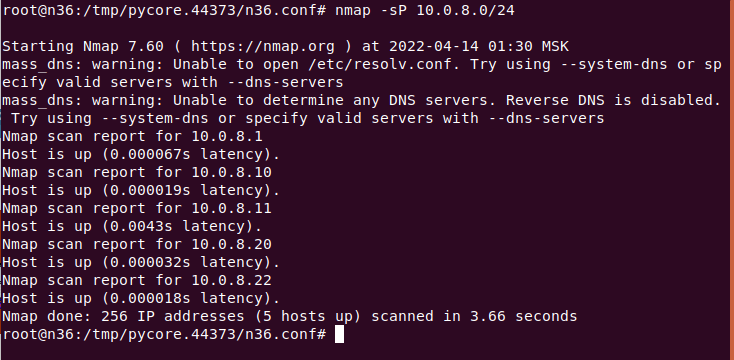 root@n36:/tmp/pycore.44373/n36.conf# nmap -sP 10.0.8.0/24
Starting Nmap 7.60 ( https://nmap.org ) at 2022-04-14 01:30 MSK
mass_dns: warning: Unable to open /etc/resolv.conf. Try using --system-dns or sp
ecify valid servers with --dns-servers
mass_dns: warning: Unable to determine any DNS servers. Reverse DNS is disabled.
 Try using --system-dns or specify valid servers with --dns-servers
Nmap scan report for 10.0.8.1
Host is up (0.000067s latency).
Nmap scan report for 10.0.8.10
Host is up (0.000019s latency).
Nmap scan report for 10.0.8.11
Host is up (0.0043s latency).
Nmap scan report for 10.0.8.20
Host is up (0.000032s latency).
Nmap scan report for 10.0.8.22
Host is up (0.000018s latency).
Nmap done: 256 IP addresses (5 hosts up) scanned in 3.66 seconds
root@n36:/tmp/pycore.44373/n36.conf#